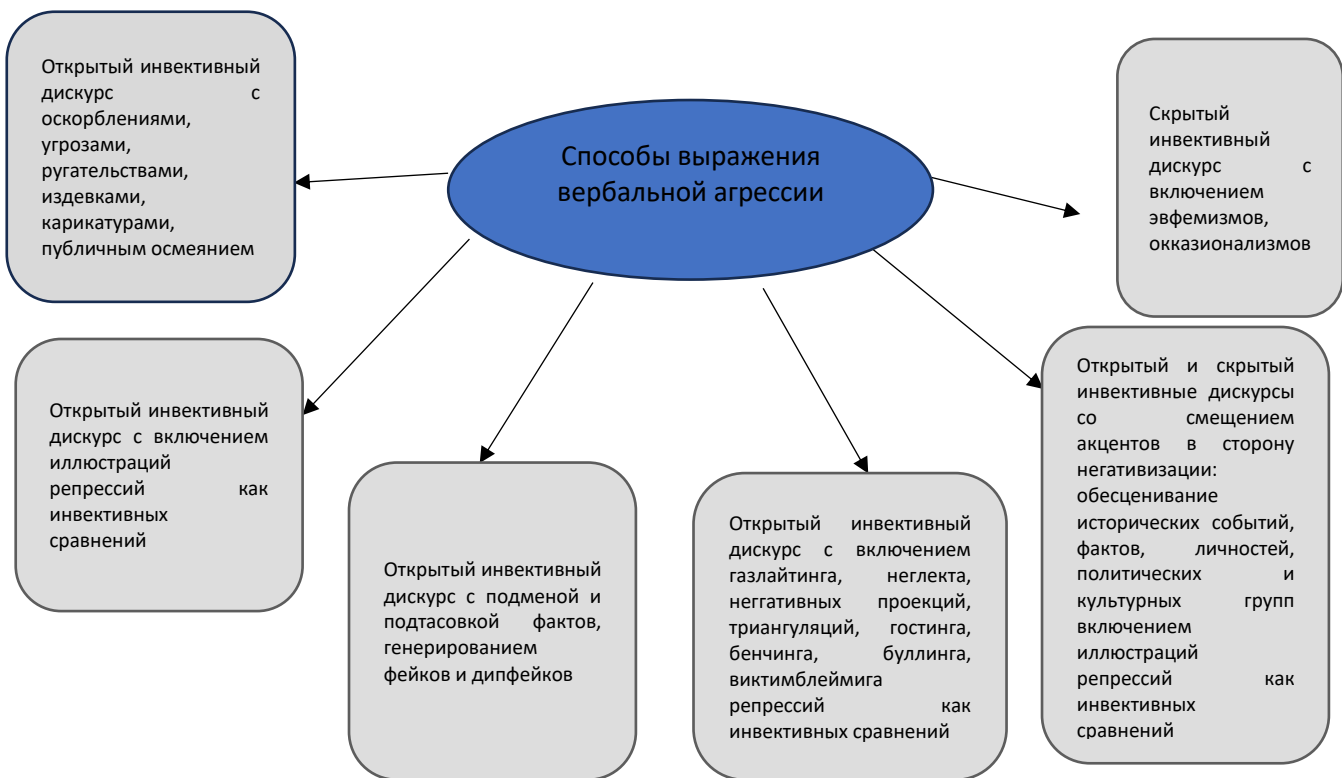 Открытый инвективный
дискурс с
оскорблениями,
угрозами,
ругательствами,
издевками,
карикатурами,
публичным осмеянием
Способы выражения
вербальной агрессии
Скрытый
инвективный
дискурс с
включением
эвфемизмов,
окказионализмов
Открытый инвективный
дискурс с включением
иллюстраций
репрессий как
инвективных
сравнений
Открытый инвективный
дискурс с подменой и
подтасовкой фактов,
генерированием
фейков и дипфейков
Открытый инвективный
дискурс с включением
газлайтинга, неглекта,
неггативных проекций,
триангуляций, гостинга,
бенчинга, буллинга,
виктимблеймига
репрессий как
инвективных сравнений
Открытый и скрытый
инвективные дискурсы
со смещением
акцентов в сторону
негативизации:
обесценивание
исторических событий,
фактов, личностей,
политических и
культурных групп
включением
иллюстраций
репрессий как
инвективных
сравнений